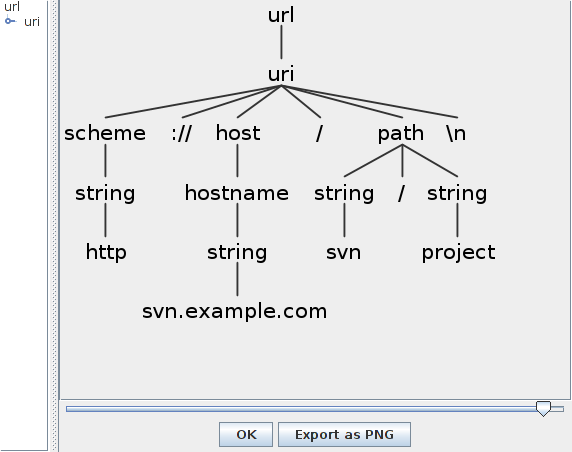 url
uri
url
uri
scheme :// host / path \n
string hostname string / string
http string svn project
svn.example.com
OK Export as PNG